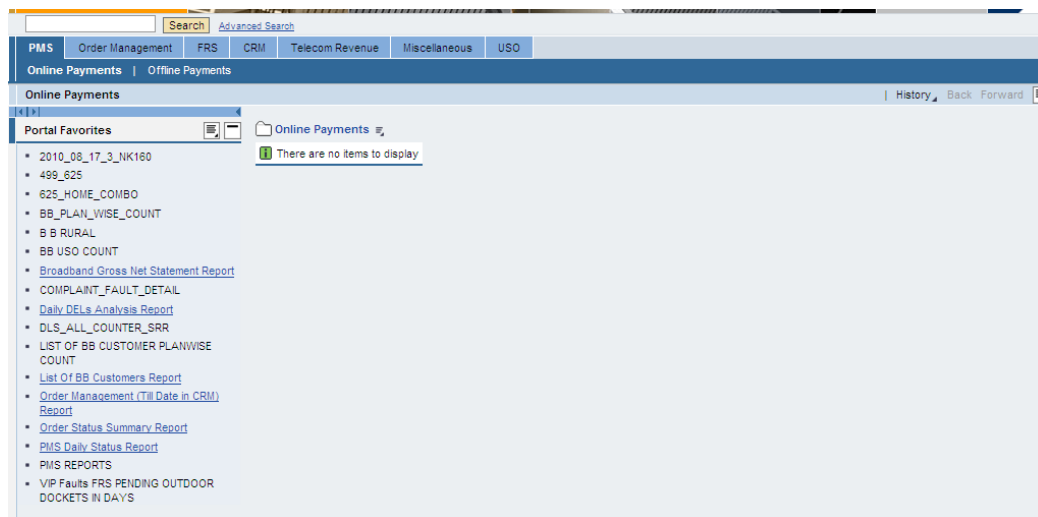 Search Advanced Search
PMS Order Management FRS CRM Telecom Revenue Miscellaneous USO
Online Payments | Offline Payments
Online Payments | History Back Forward
Portal Favorites
2010_08_17_3_NK160
499_625
625_HOME_COMBO
BB_PLAN_WISE_COUNT
B B RURAL
BB USO COUNT
Broadband Gross Net Statement Report
COMPLAINT_FAULT_DETAIL
Daily DELs Analysis Report
DLS_ALL_COUNTER_SRR
LIST OF BB CUSTOMER PLANWISE
COUNT
List Of BB Customers Report
Order Management (Till Date in CRM)
Report
Order Status Summary Report
PMS Daily Status Report
PMS REPORTS
VIP Faults FRS PENDING OUTDOOR
DOCKETS IN DAYS
Online Payments
There are no items to display